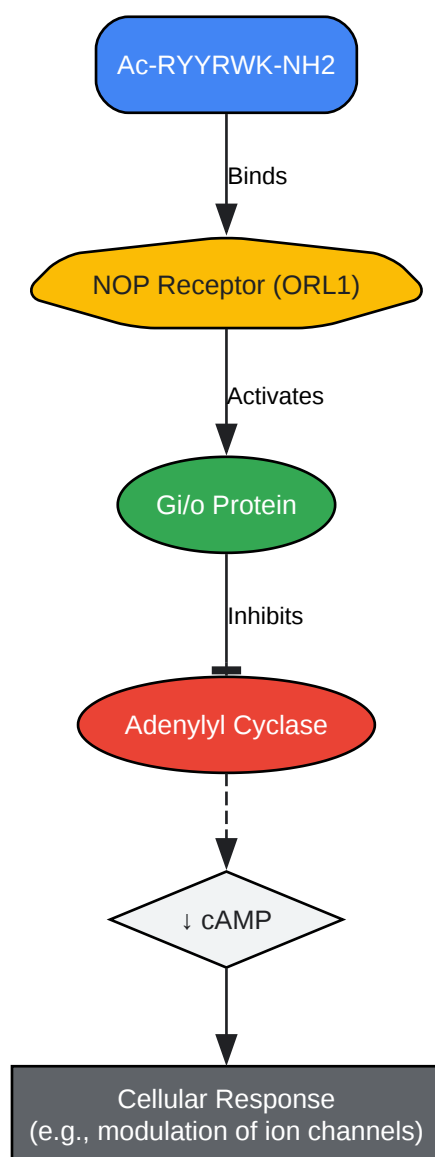 Ac-RYYRWK-NH2
Binds
NOP Receptor (ORL1)
Activates
Gi/o Protein
Inhibits
Adenylyl Cyclase
↓ cAMP
Cellular Response
(e.g., modulation of ion channels)